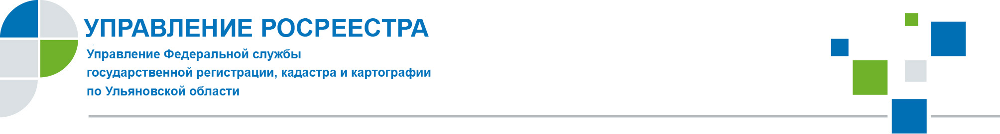 УПРАВЛЕНИЕ РОСРЕЕСТРА
Управление Федеральной службы
государственной регистрации, кадастра и картографии
по Ульяновской области